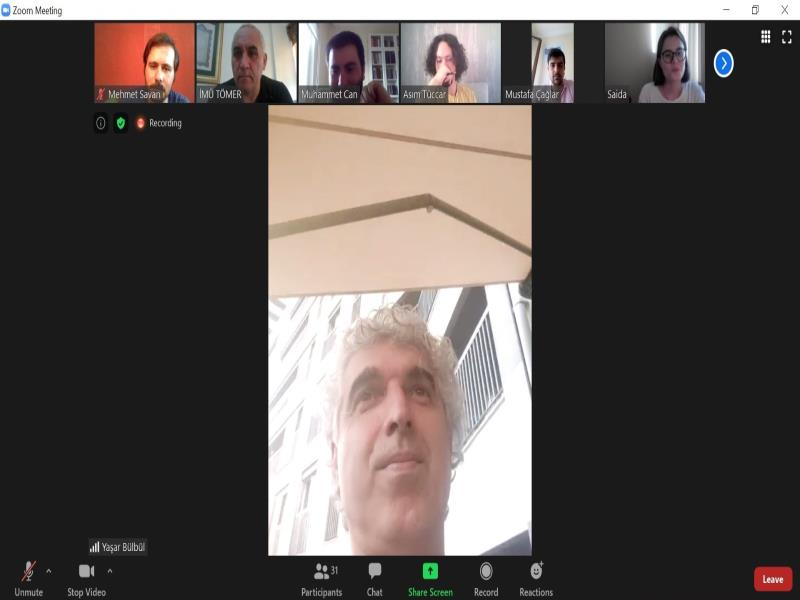 Zoom Meeting
Mehmet Savan
İMÜ TÖMER
Muhammet Can
Asım Tüccar
Mustafa Çağlar
Saida
Recording
Yaşar Bülbül
Unmute
Stop Video
Participants
31
Chat
Share Screen
Record
Reactions
Leave